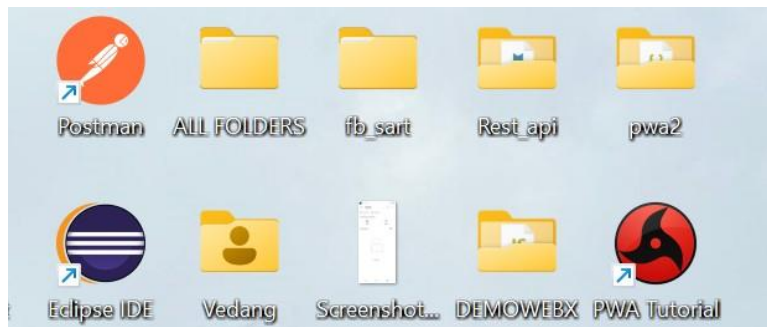 Postman ALL FOLDERS fb_sart Rest_api pwa2
Eclipse IDE Vedang Screenshot... DEMOWEBX PWA Tutorial